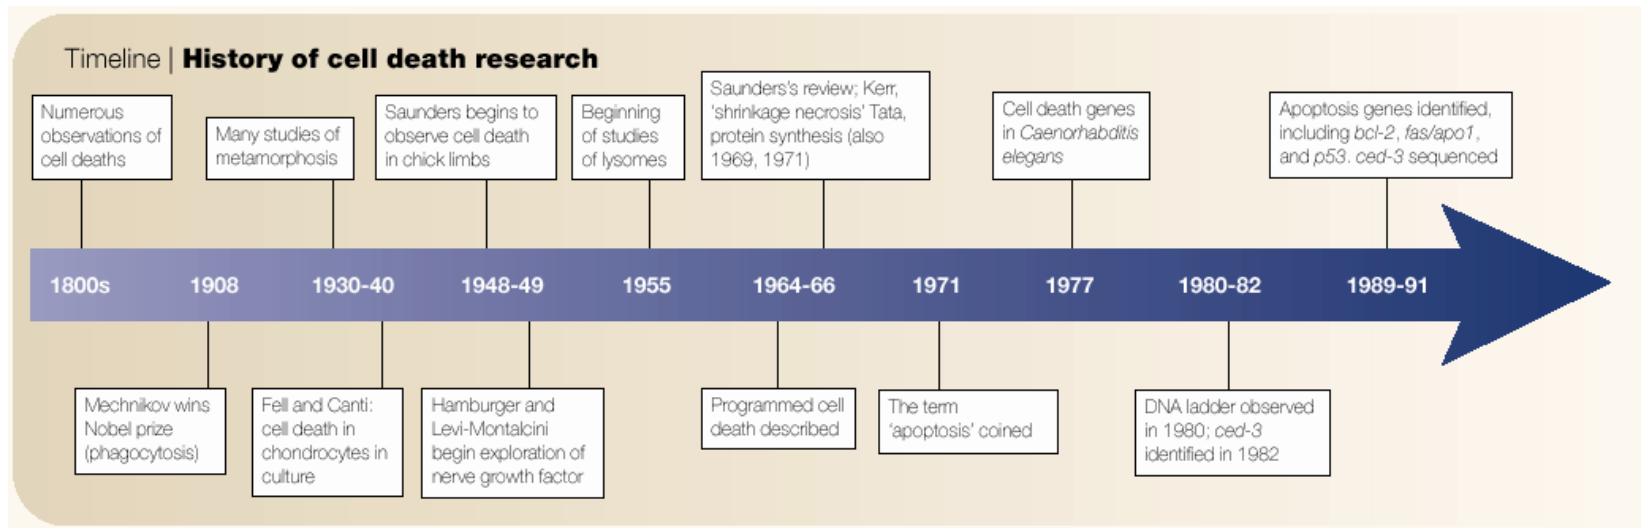 Timeline | History of cell death research
Numerous
observations of
cell deaths
Many studies of
metamorphosis
Saunders begins to
observe cell death
in chick limbs
Beginning
of studies
of lysomes
Saunders's review; Kerr,
'shrinkage necrosis' Tata,
protein synthesis (also
1969, 1971)
Cell death genes
in Caenorhabditis
elegans
Apoptosis genes identified,
including bcl-2, fas/apo1,
and p53. ced-3 sequenced
1800s
1908
1930-40
1948-49
1955
1964-66
1971
1977
1980-82
1989-91
Mechnikov wins
Nobel prize
(phagocytosis)
Fell and Canti:
cell death in
chondrocytes in
culture
Hamburger and
Levi-Montalcini
begin exploration of
nerve growth factor
Programmed cell
death described
The term
'apoptosis' coined
DNA ladder observed
in 1980; ced-3
identified in 1982